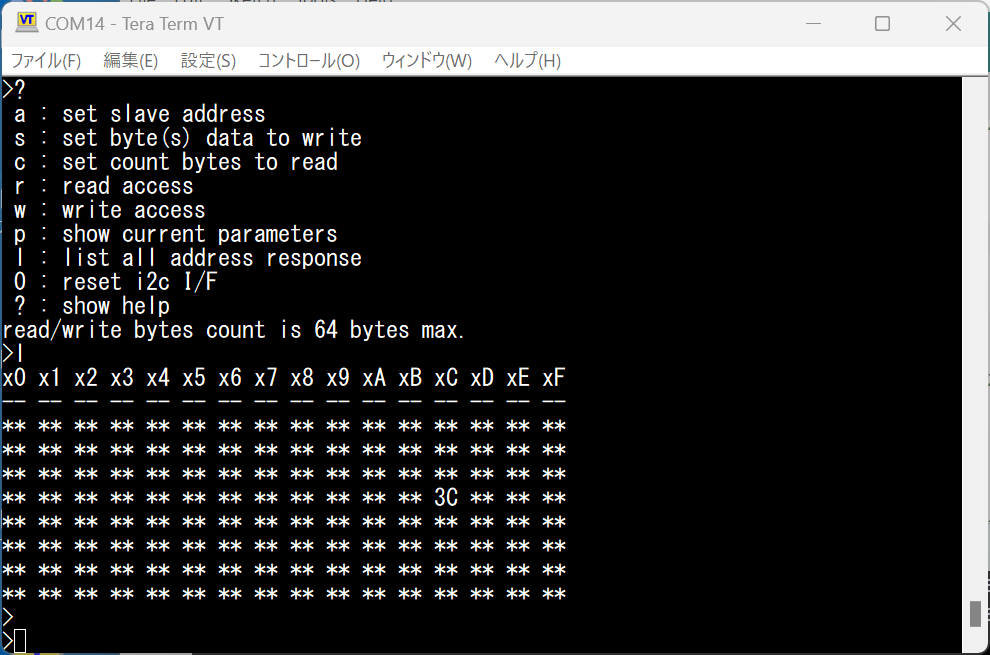 COM14 - Tera Term VT
ファイル(F) 編集(E) 設定(S) コントロール(O) ウィンドウ(W) ヘルプ(H)
>?
a : set slave address
s : set byte(s) data to write
c : set count bytes to read
r : read access
w : write access
p : show current parameters
l : list all address response
0 : reset i2c I/F
? : show help
read/write bytes count is 64 bytes max.
>l
x0 x1 x2 x3 x4 x5 x6 x7 x8 x9 xA xB xC xD xE xF
-- -- -- -- -- -- -- -- -- -- -- -- -- -- -- --
** ** ** ** ** ** ** ** ** ** ** ** ** ** ** **
** ** ** ** ** ** ** ** ** ** ** ** ** ** ** **
** ** ** ** ** ** ** ** ** ** ** ** ** ** ** **
** ** ** ** ** ** ** ** ** ** ** ** 3C ** ** **
** ** ** ** ** ** ** ** ** ** ** ** ** ** ** **
** ** ** ** ** ** ** ** ** ** ** ** ** ** ** **
** ** ** ** ** ** ** ** ** ** ** ** ** ** ** **
** ** ** ** ** ** ** ** ** ** ** ** ** ** ** **
>
>